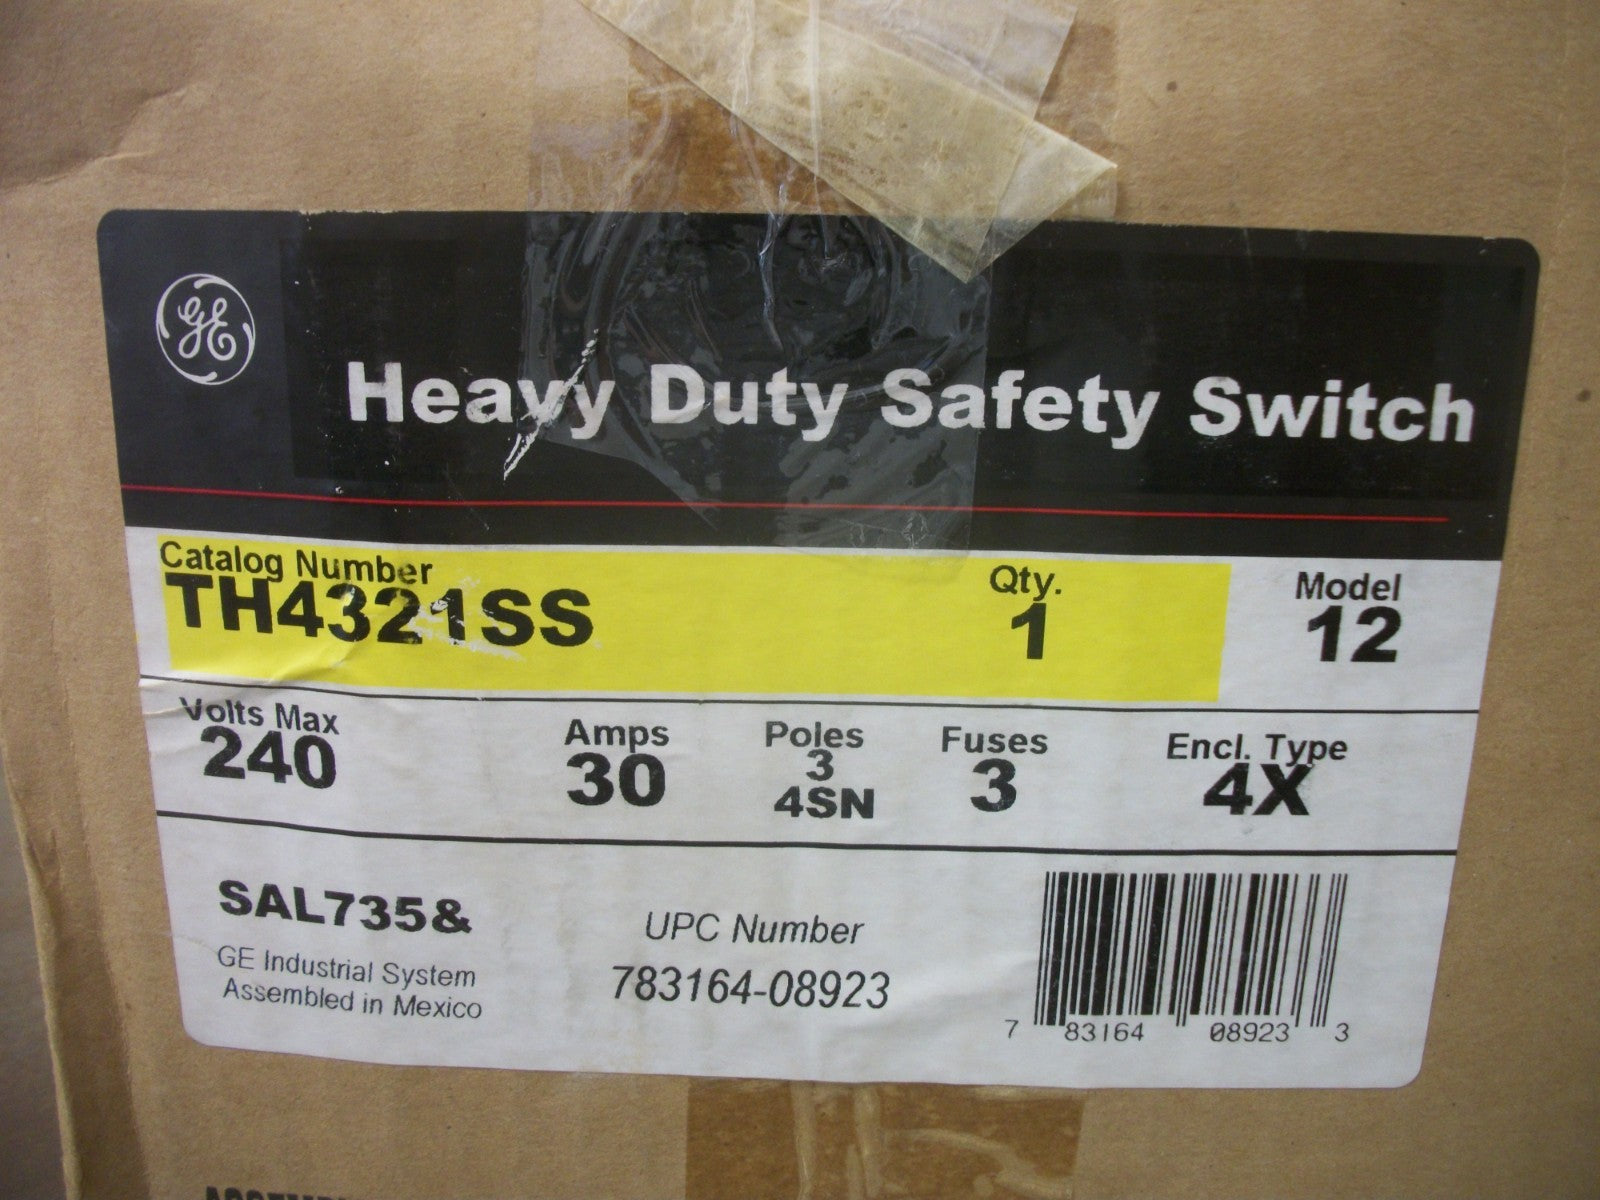 GE
Heavy Duty Safety Switch
Catalog Number
TH4321SS
Qty.
1
Model
12
Volts Max
240
Amps
30
Poles
3
4SN
Fuses
3
Encl. Type
4X
SAL735&
GE Industrial System
Assembled in Mexico
UPC Number
783164-08923
7 83164 08923 3